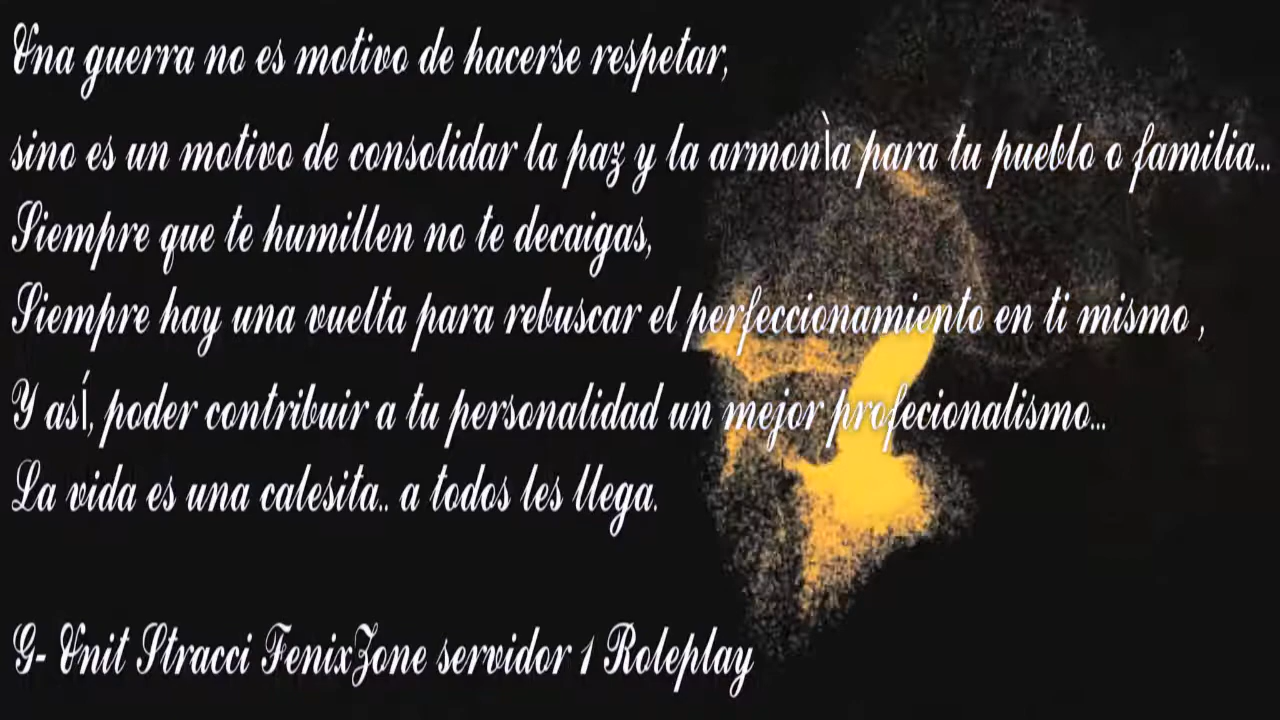 Una guerra no es motivo de hacerse respetar,
sino es un motivo de consolidar la paz y la armonìa para tu pueblo o familia...
Siempre que te humillen no te decaigas,
Siempre hay una vuelta para rebuscar el perfeccionamiento en ti mismo ,
Y así, poder contribuir a tu personalidad un mejor profecionalismo...
La vida es una calesita.. a todos les llega.
G- Unit Stracci FenixZone servidor 1 Roleplay